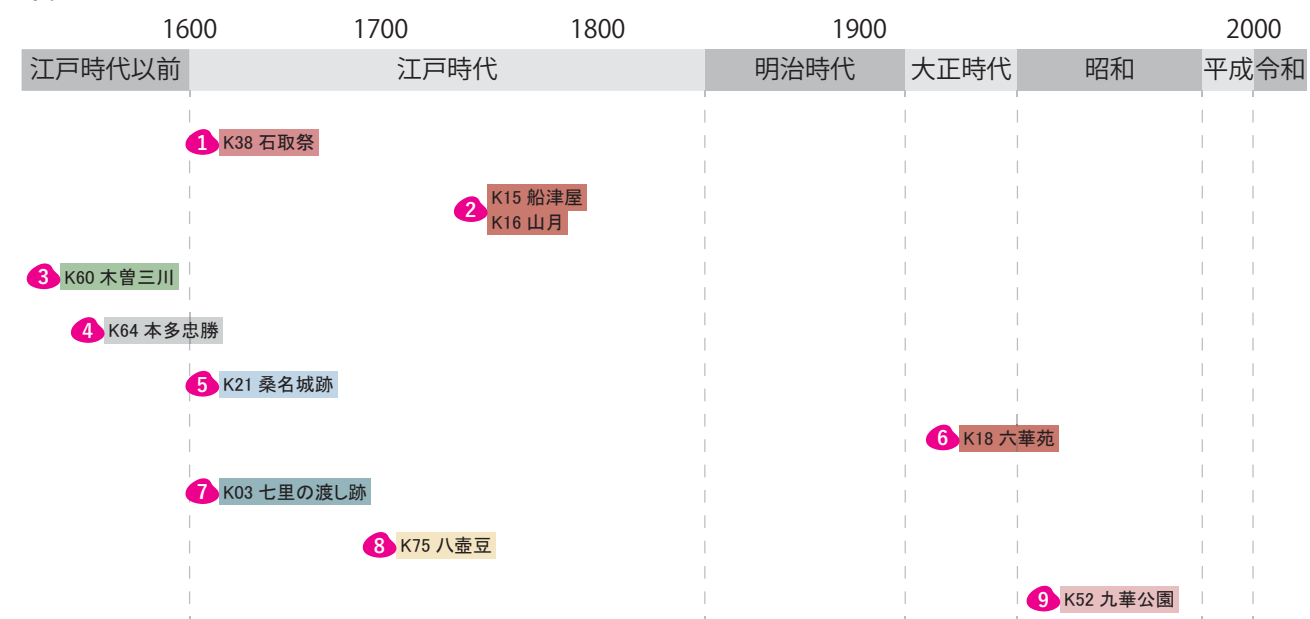 1600 1700 1800 1900 2000
江戸時代以前 江戸時代 明治時代 大正時代 昭和 平成 令和
1 K38 石取祭
2 K15 船津屋
K16 山月
3 K60 木曽三川
4 K64 本多忠勝
5 K21 桑名城跡
6 K18 六華苑
7 K03 七里の渡し跡
8 K75 八壺豆
9 K52 九華公園